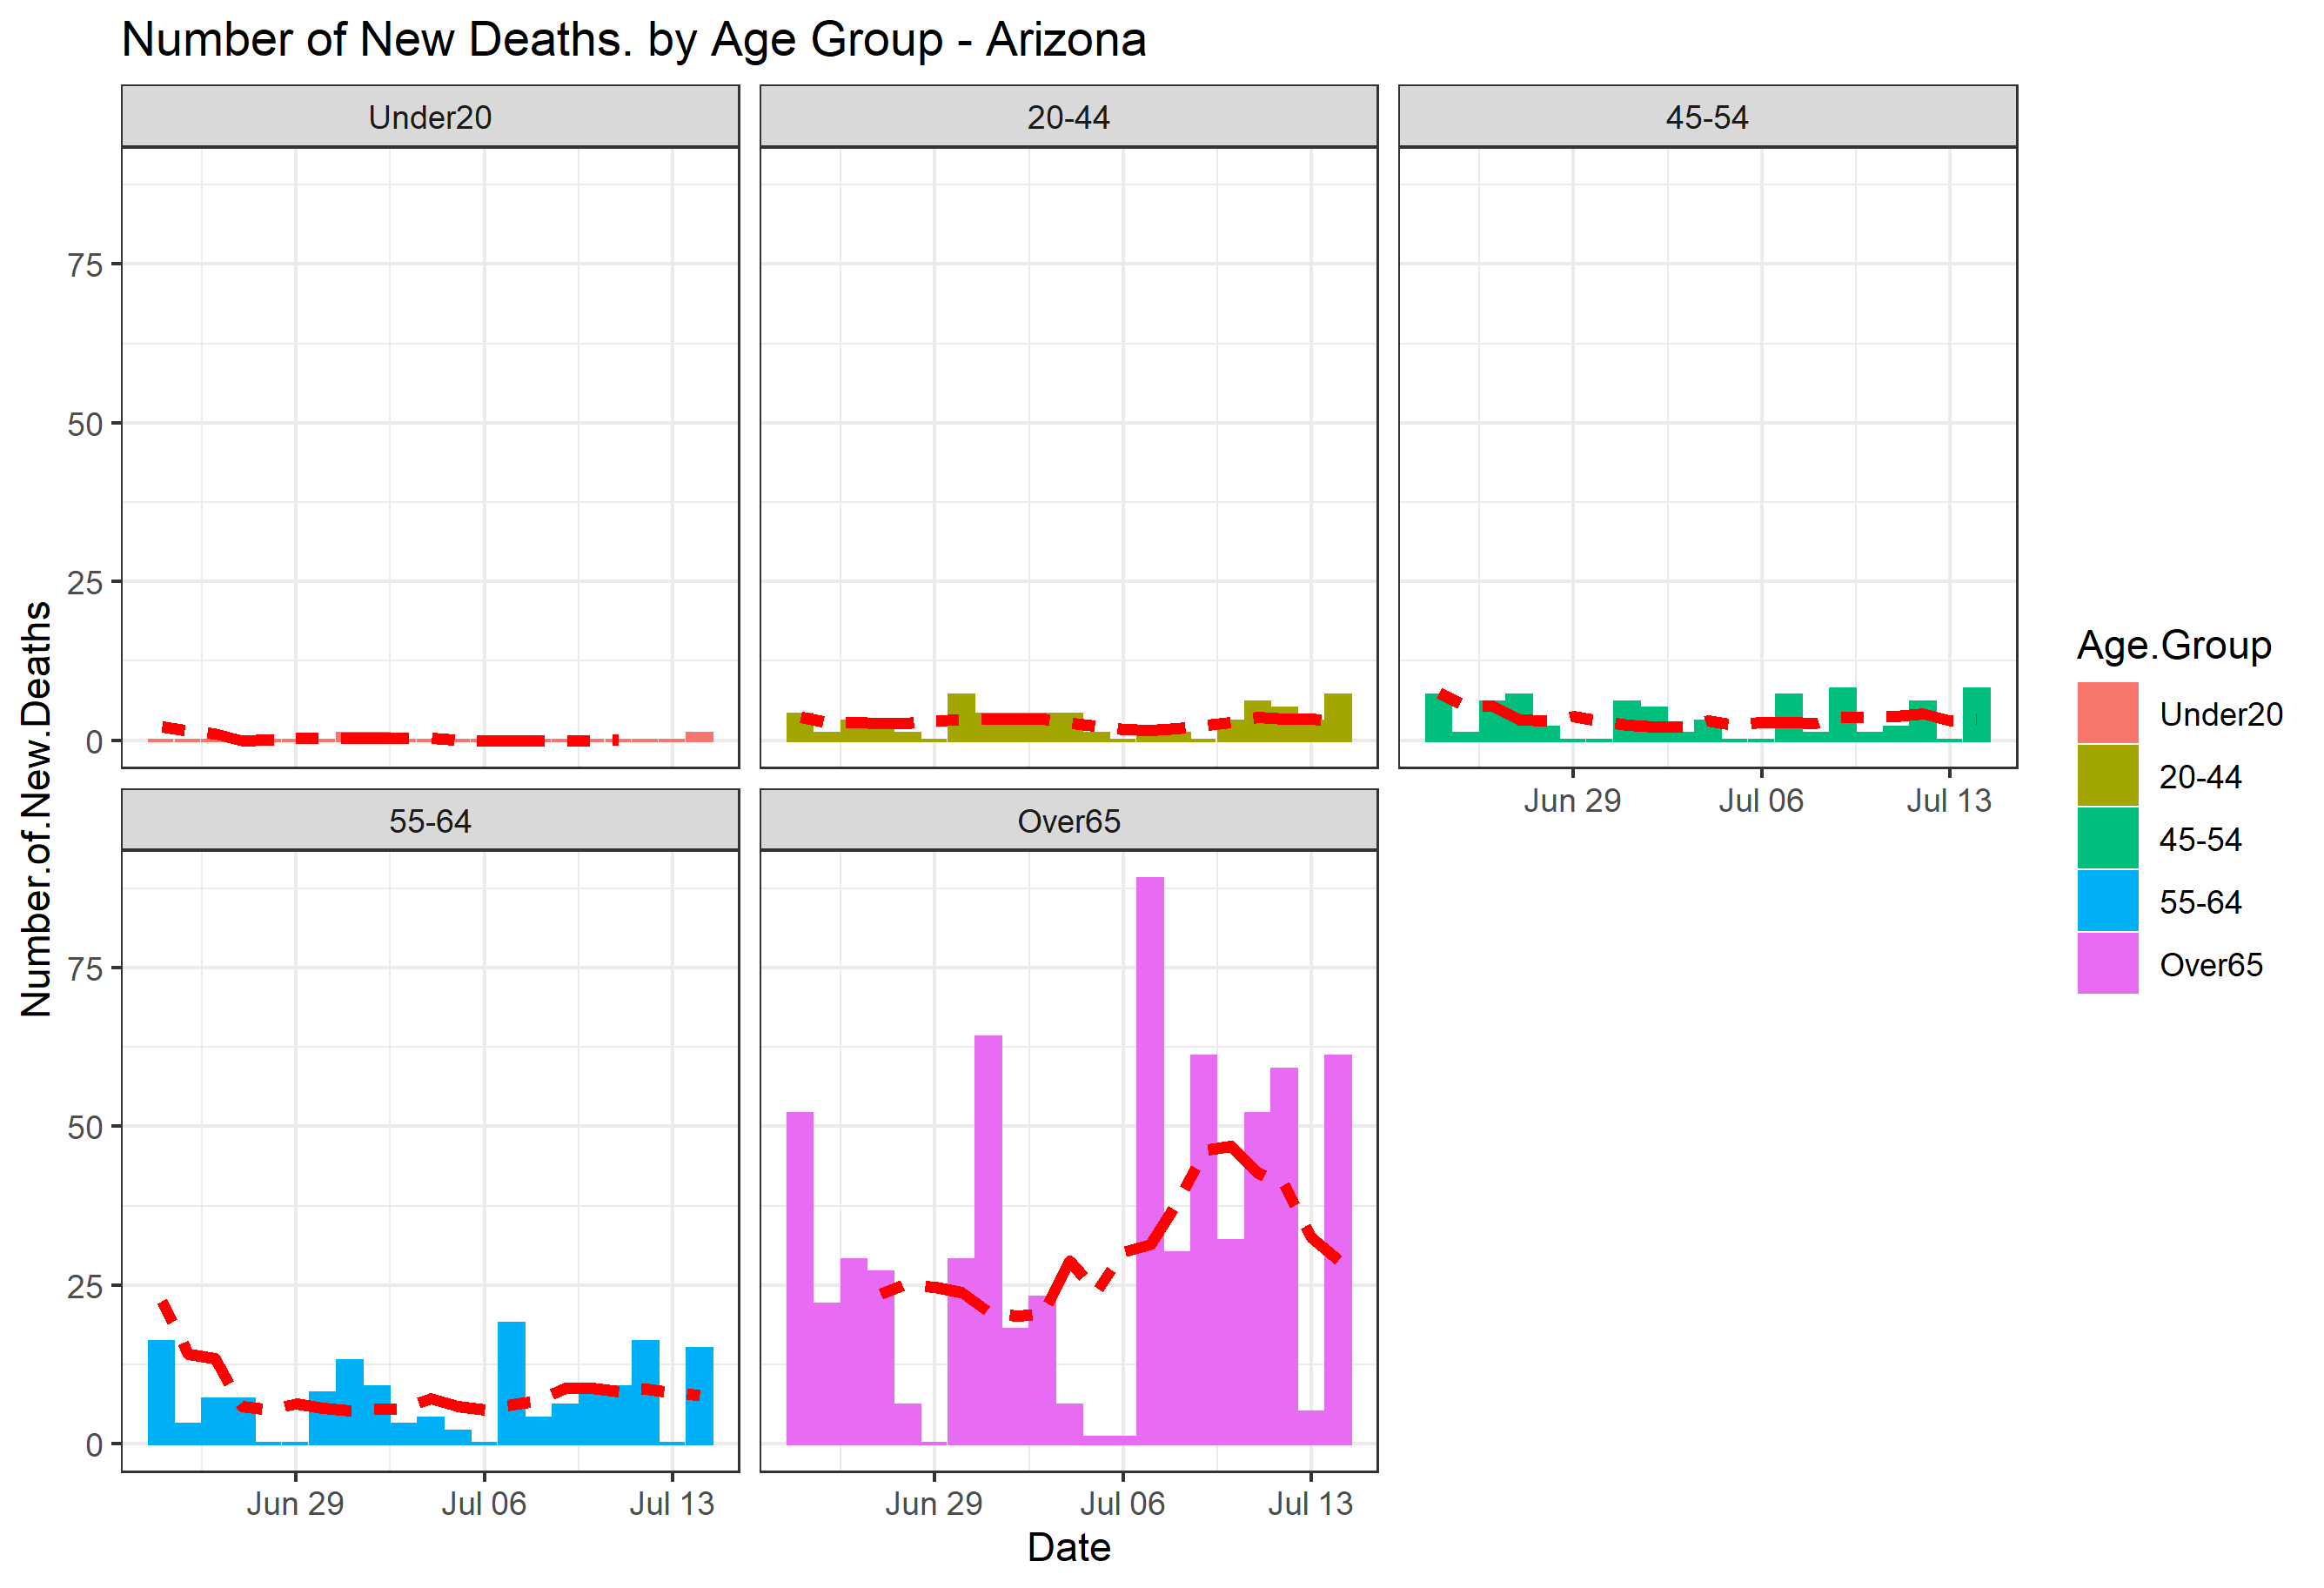 Number of New Deaths. by Age Group - Arizona
Under20
20-44
45-54
75
50
25
0
Jun 29
Jul 06
Jul 13
55-64
Over65
75
50
25
0
Jun 29
Jul 06
Jul 13
Jun 29
Jul 06
Jul 13
Date
Number.of.New.Deaths
Age.Group
Under20
20-44
45-54
55-64
Over65